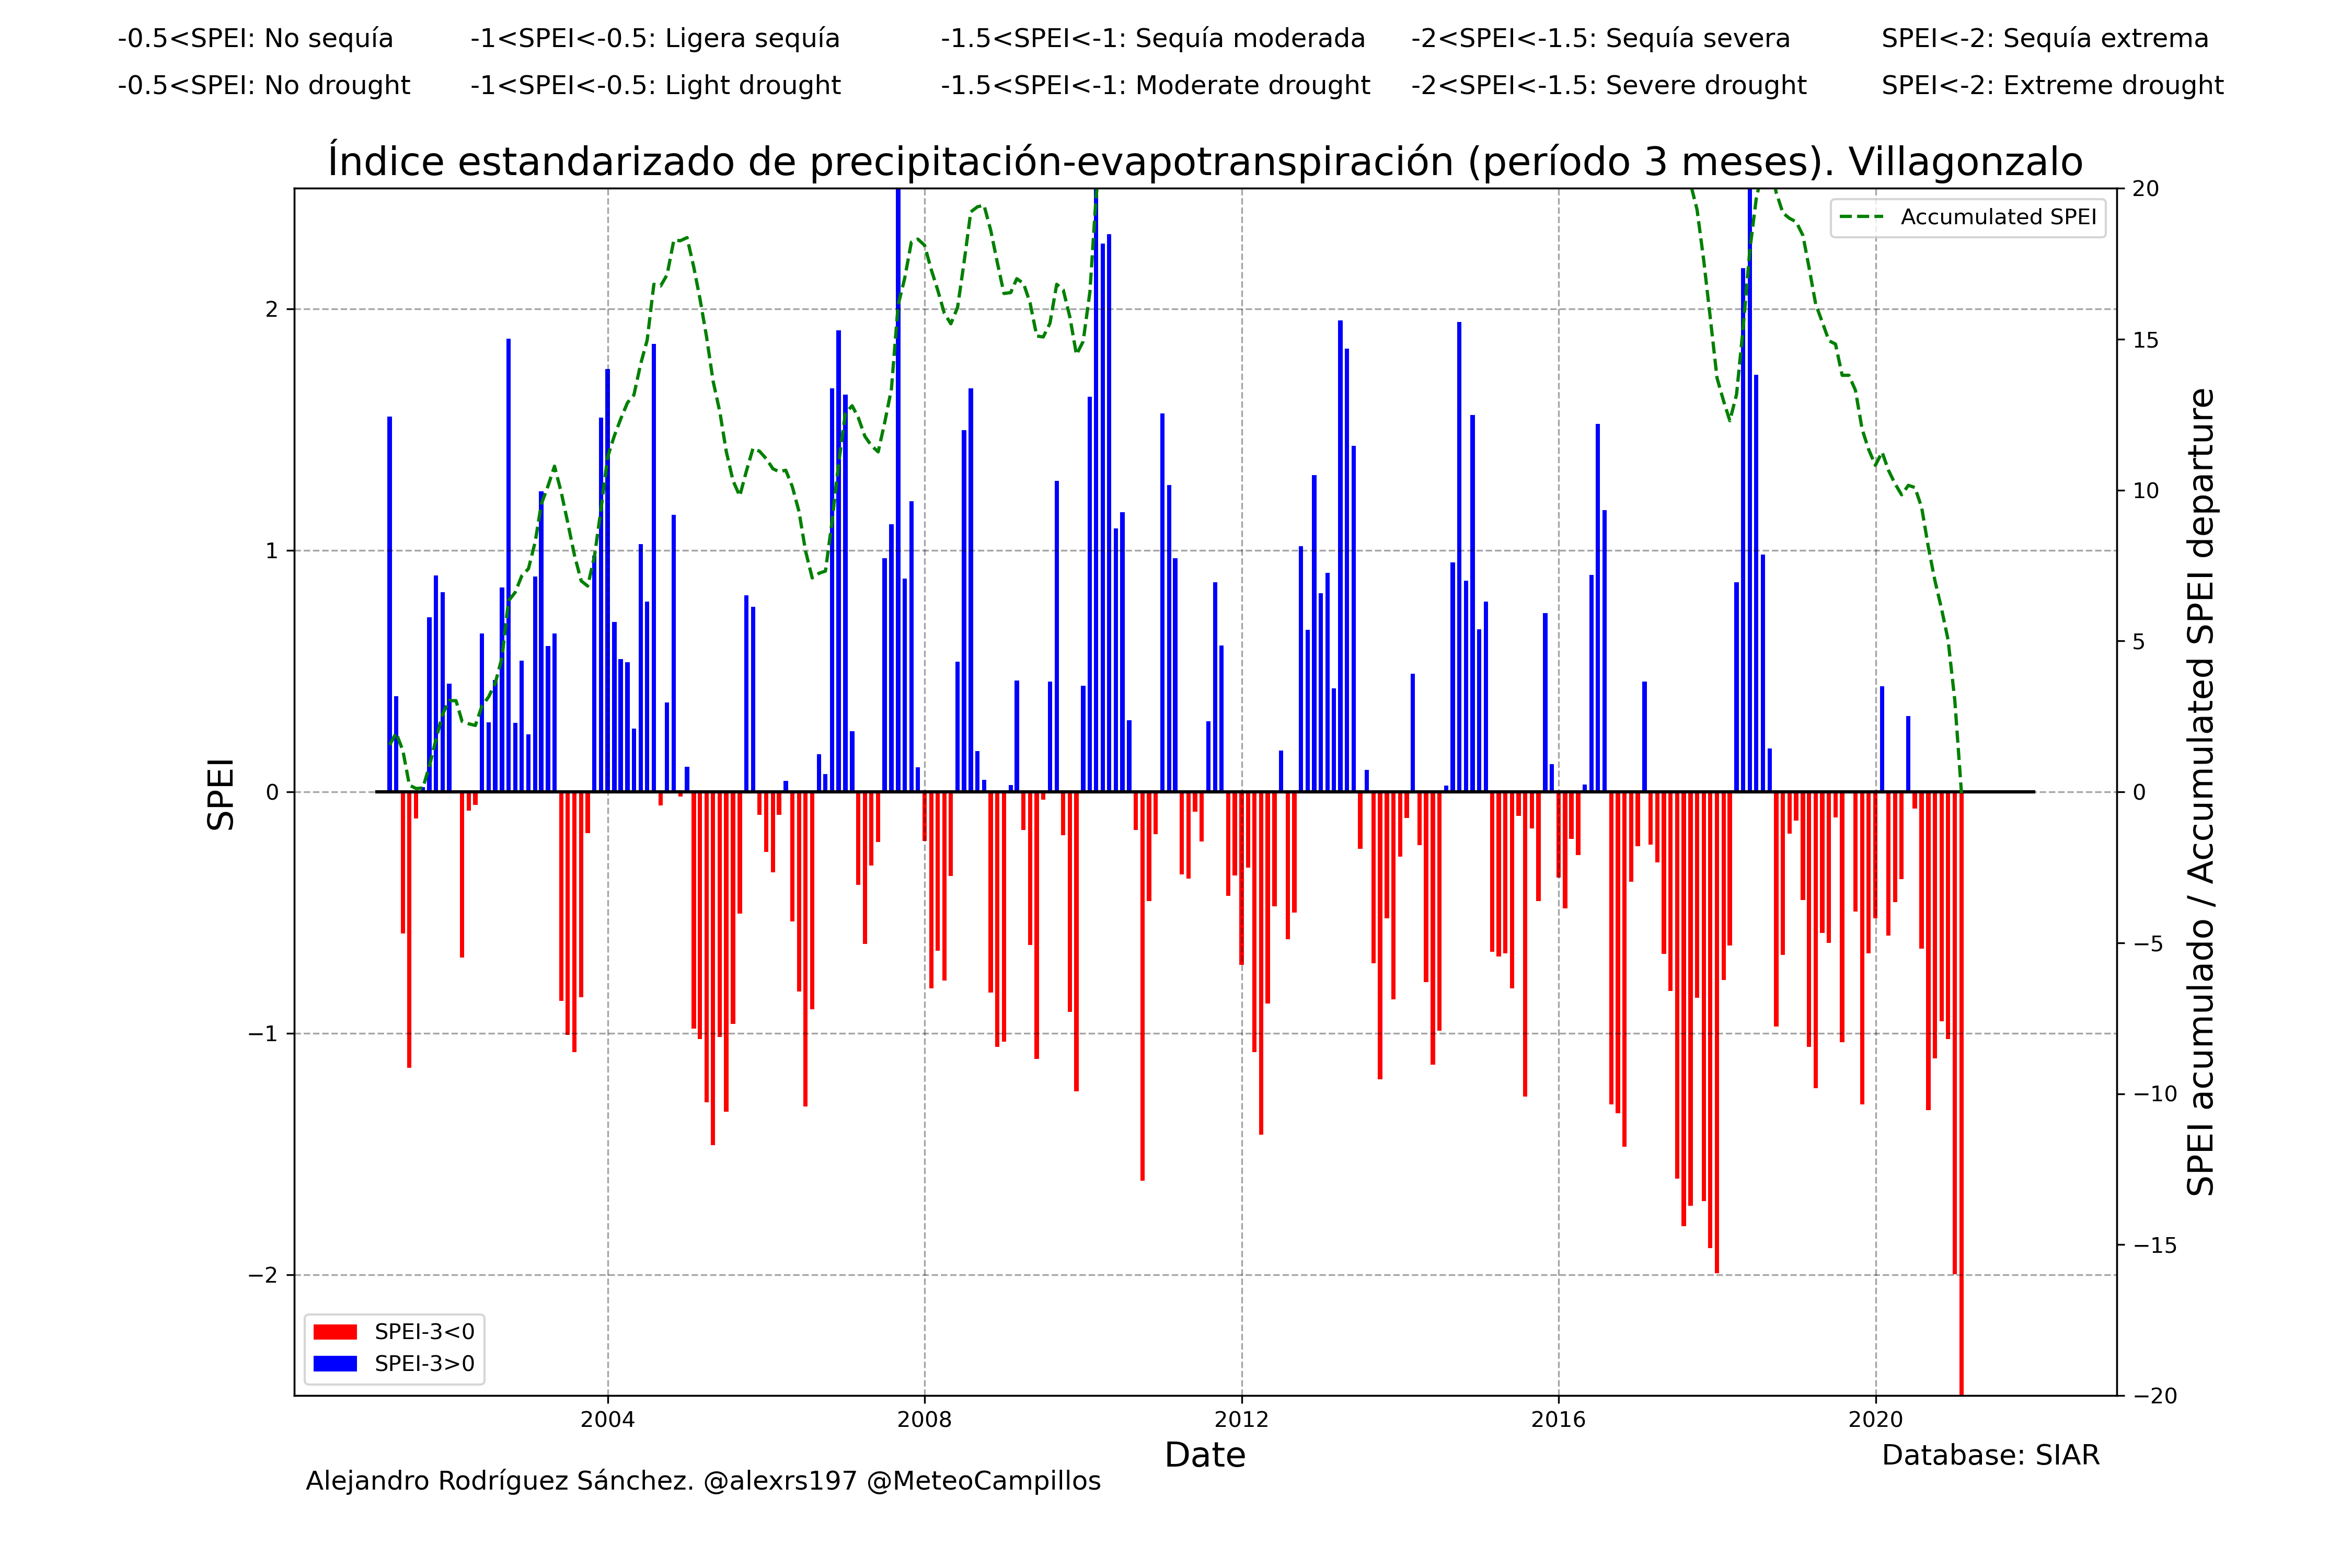 -0.5<SPEI: No sequía -1<SPEI<-0.5: Ligera sequía -1.5<SPEI<-1: Sequía moderada -2<SPEI<-1.5: Sequía severa SPEI<-2: Sequía extrema
-0.5<SPEI: No drought -1<SPEI<-0.5: Light drought -1.5<SPEI<-1: Moderate drought -2<SPEI<-1.5: Severe drought SPEI<-2: Extreme drought
Índice estandarizado de precipitación-evapotranspiración (período 3 meses). Villagonzalo
Accumulated SPEI
SPEI
2
1
0
−1
−2
20
15
10
5
0
−5
−10
−15
−20
SPEI acumulado / Accumulated SPEI departure
SPEI-3<0
SPEI-3>0
2004 2008 2012 2016 2020
Date
Database: SIAR
Alejandro Rodríguez Sánchez. @alexrs197 @MeteoCampillos